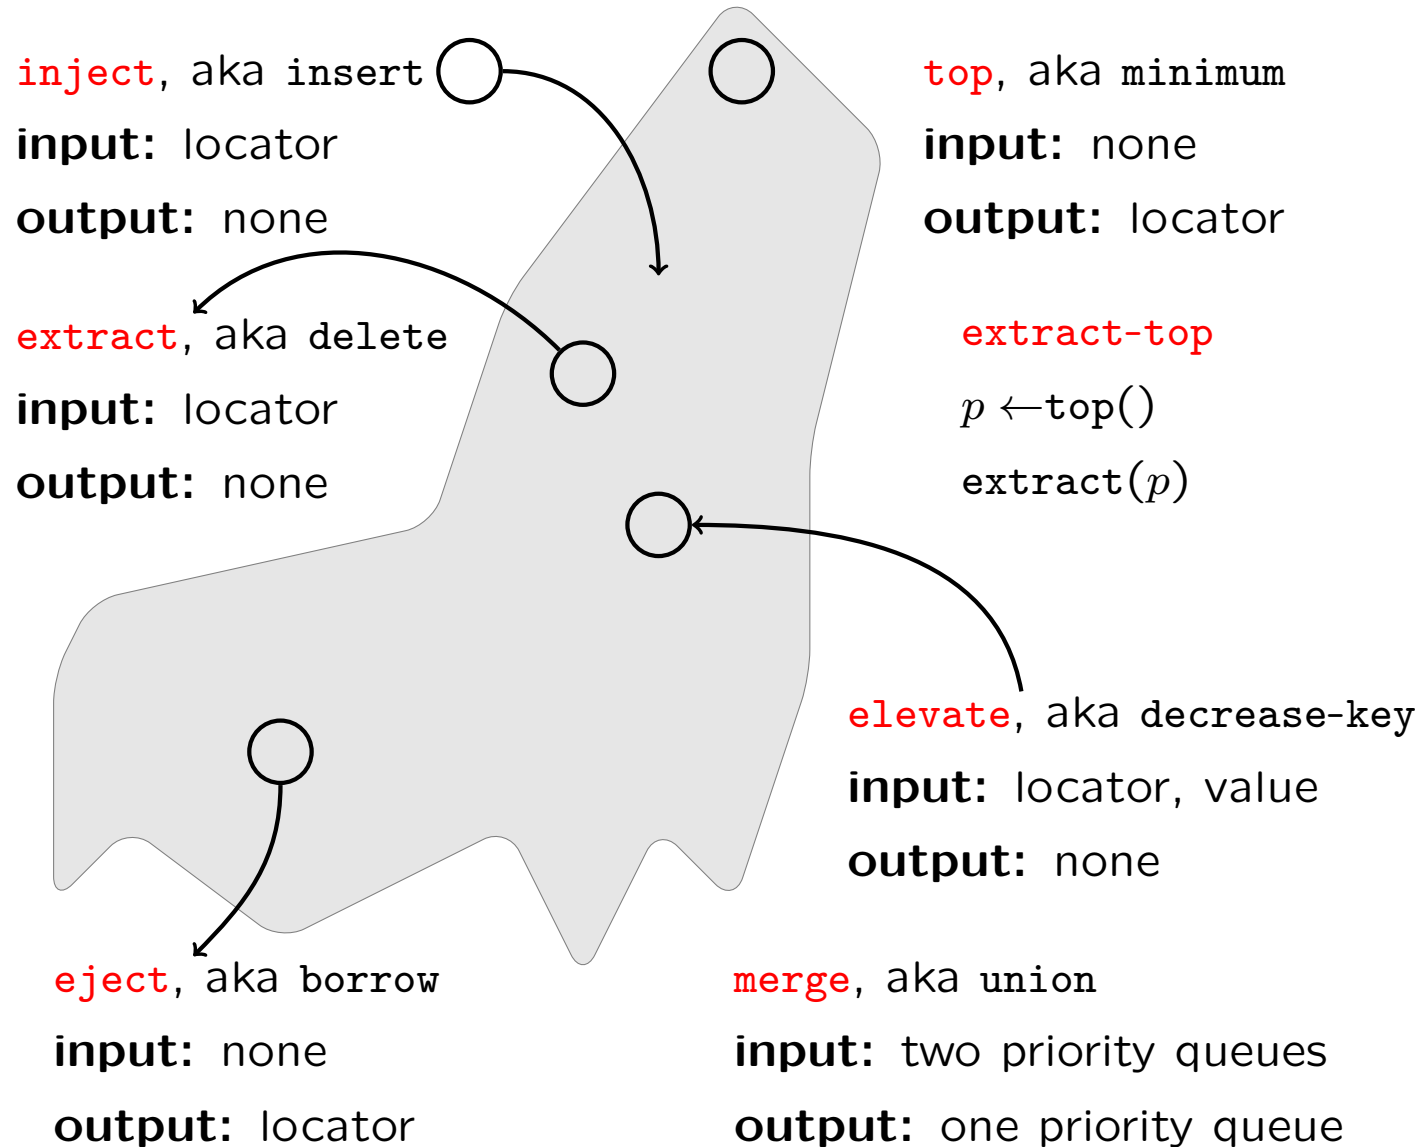 inject, aka insert
input: locator
output: none
top, aka minimum
input: none
output: locator
extract, aka delete
input: locator
output: none
extract-top
p ←top()
extract(p)
elevate, aka decrease-key
input: locator, value
output: none
eject, aka borrow
input: none
output: locator
merge, aka union
input: two priority queues
output: one priority queue